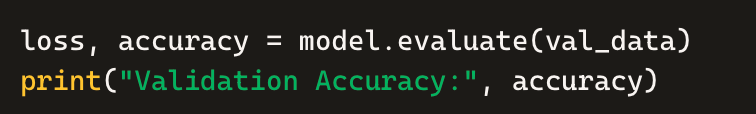 loss, accuracy = model.evaluate(val_data)
print("Validation Accuracy:", accuracy)